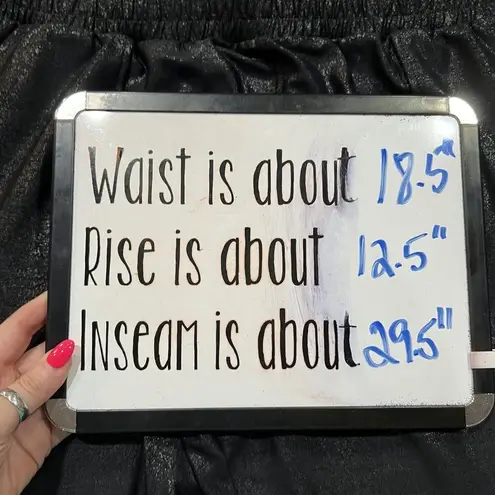 Waist is about 18.5"
Rise is about 12.5"
Inseam is about 29.5"